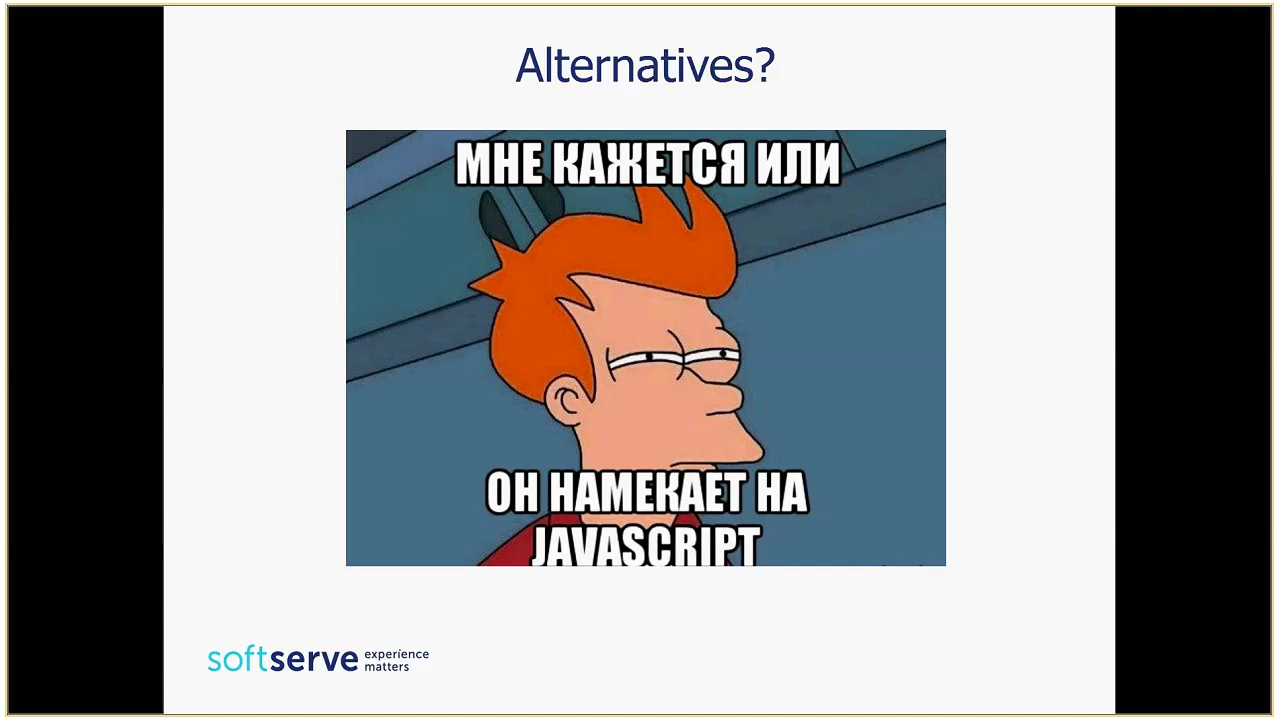 Alternatives?
МНЕ КАЖЕТСЯ ИЛИ
ОН НАМЕКАЕТ НА
JAVASCRIPT
softserve
experience
matters